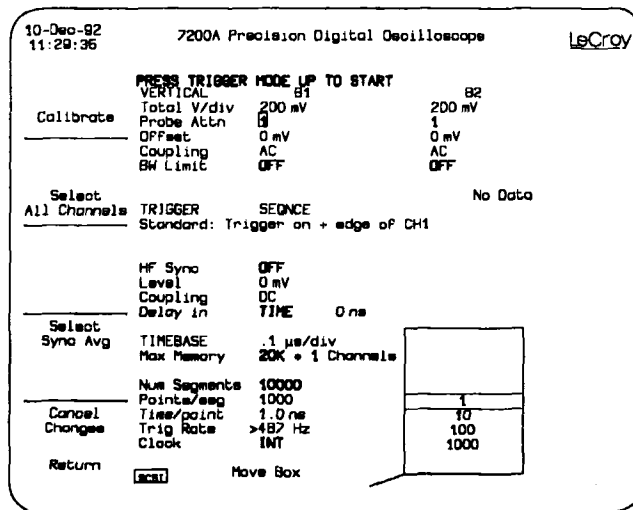 10-Dec-92
11:29:36
7200A Precision Digital Oscilloscope
LeCroy
PRESS TRIGGER MODE UP TO START
VERTICAL B1 B2
Total V/div 200 mV 200 mV
Calibrate
Probe Attn 1 1
Offset 0 mV 0 mV
Coupling AC AC
BW Limit OFF OFF
Select
All Channels
No Data
TRIGGER SEQNCE
Standard: Trigger on + edge of CH1
HF Sync OFF
Level 0 mV
Coupling DC
Delay in TIME 0 ns
Select
Sync Avg
TIMEBASE .1 µs/div
Max Memory 20K * 1 Channels
Num Segments 10000
Points/seg 1000
Time/point 1.0 ns
Trig Rate >487 Hz
Clock INT
Cancel
Changes
1
10
100
1000
Return
SCSI
Move Box